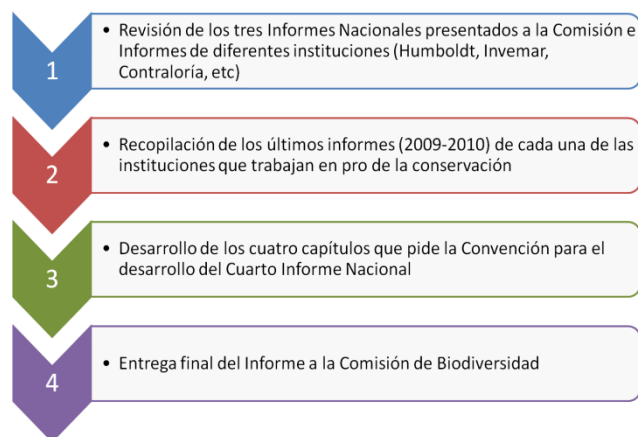 1
• Revisión de los tres Informes Nacionales presentados a la Comisión e
Informes de diferentes instituciones (Humboldt, Invemar,
Contraloría, etc)
2
• Recopilación de los últimos informes (2009-2010) de cada una de las
instituciones que trabajan en pro de la conservación
3
• Desarrollo de los cuatro capítulos que pide la Convención para el
desarrollo del Cuarto Informe Nacional
4
• Entrega final del Informe a la Comisión de Biodiversidad